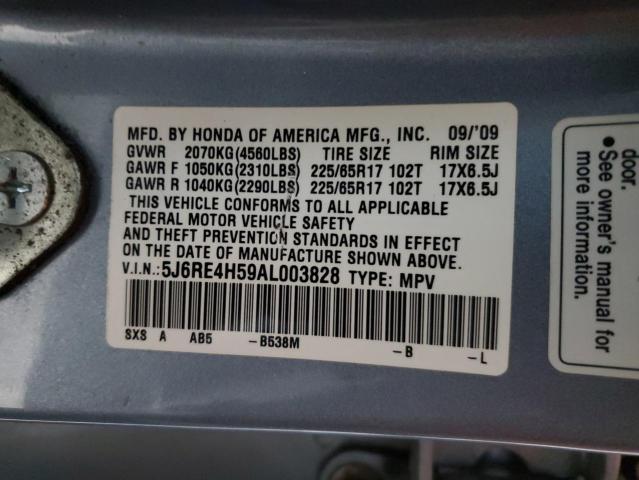 MFD. BY HONDA OF AMERICA MFG., INC. 09/'09
GVWR 2070KG(4560LBS) TIRE SIZE RIM SIZE
GAWR F 1050KG(2310LBS) 225/65R17 102T 17X6.5J
GAWR R 1040KG(2290LBS) 225/65R17 102T 17X6.5J
THIS VEHICLE CONFORMS TO ALL APPLICABLE
FEDERAL MOTOR VEHICLE SAFETY
AND THEFT PREVENTION STANDARDS IN EFFECT
ON THE DATE OF MANUFACTURE SHOWN ABOVE.
V.I.N.:5J6RE4H59AL003828 TYPE: MPV
SXS A AB5 -B538M -B -L
door.
• See owner's
manual for
more
information.